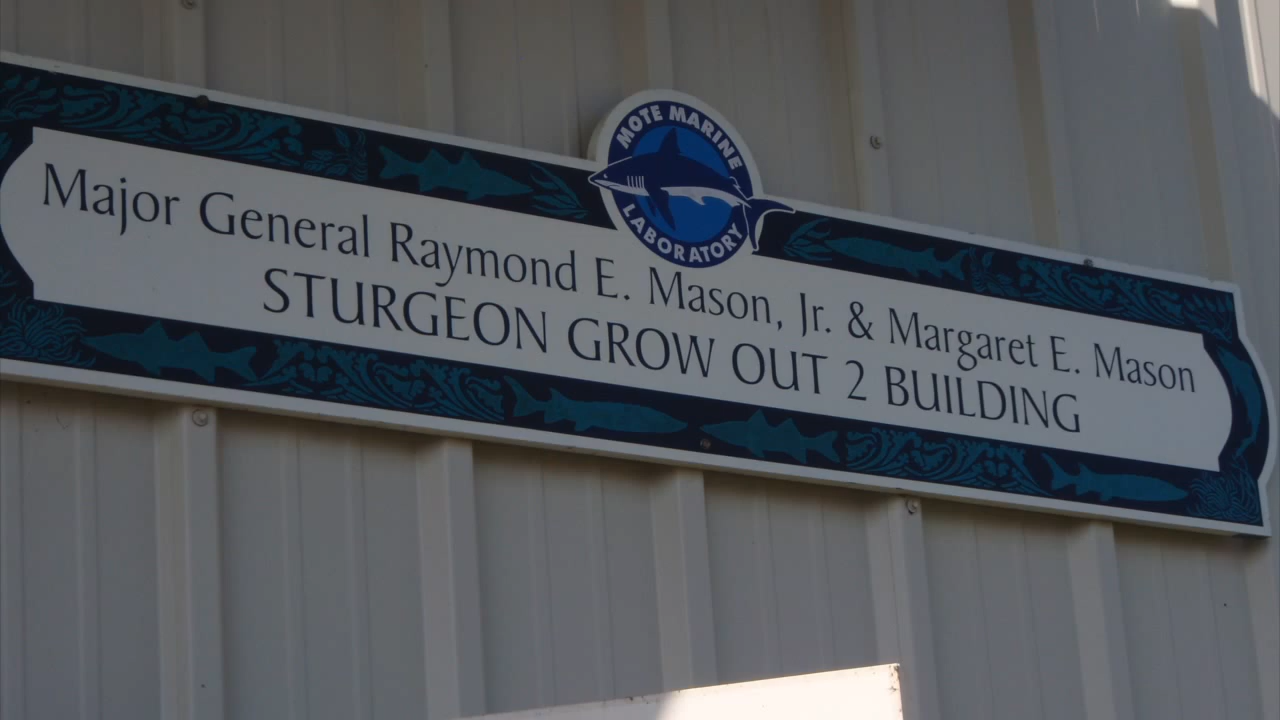 MOTE MARINE
LABORATORY
Major General Raymond E. Mason, Jr. & Margaret E. Mason
STURGEON GROW OUT 2 BUILDING